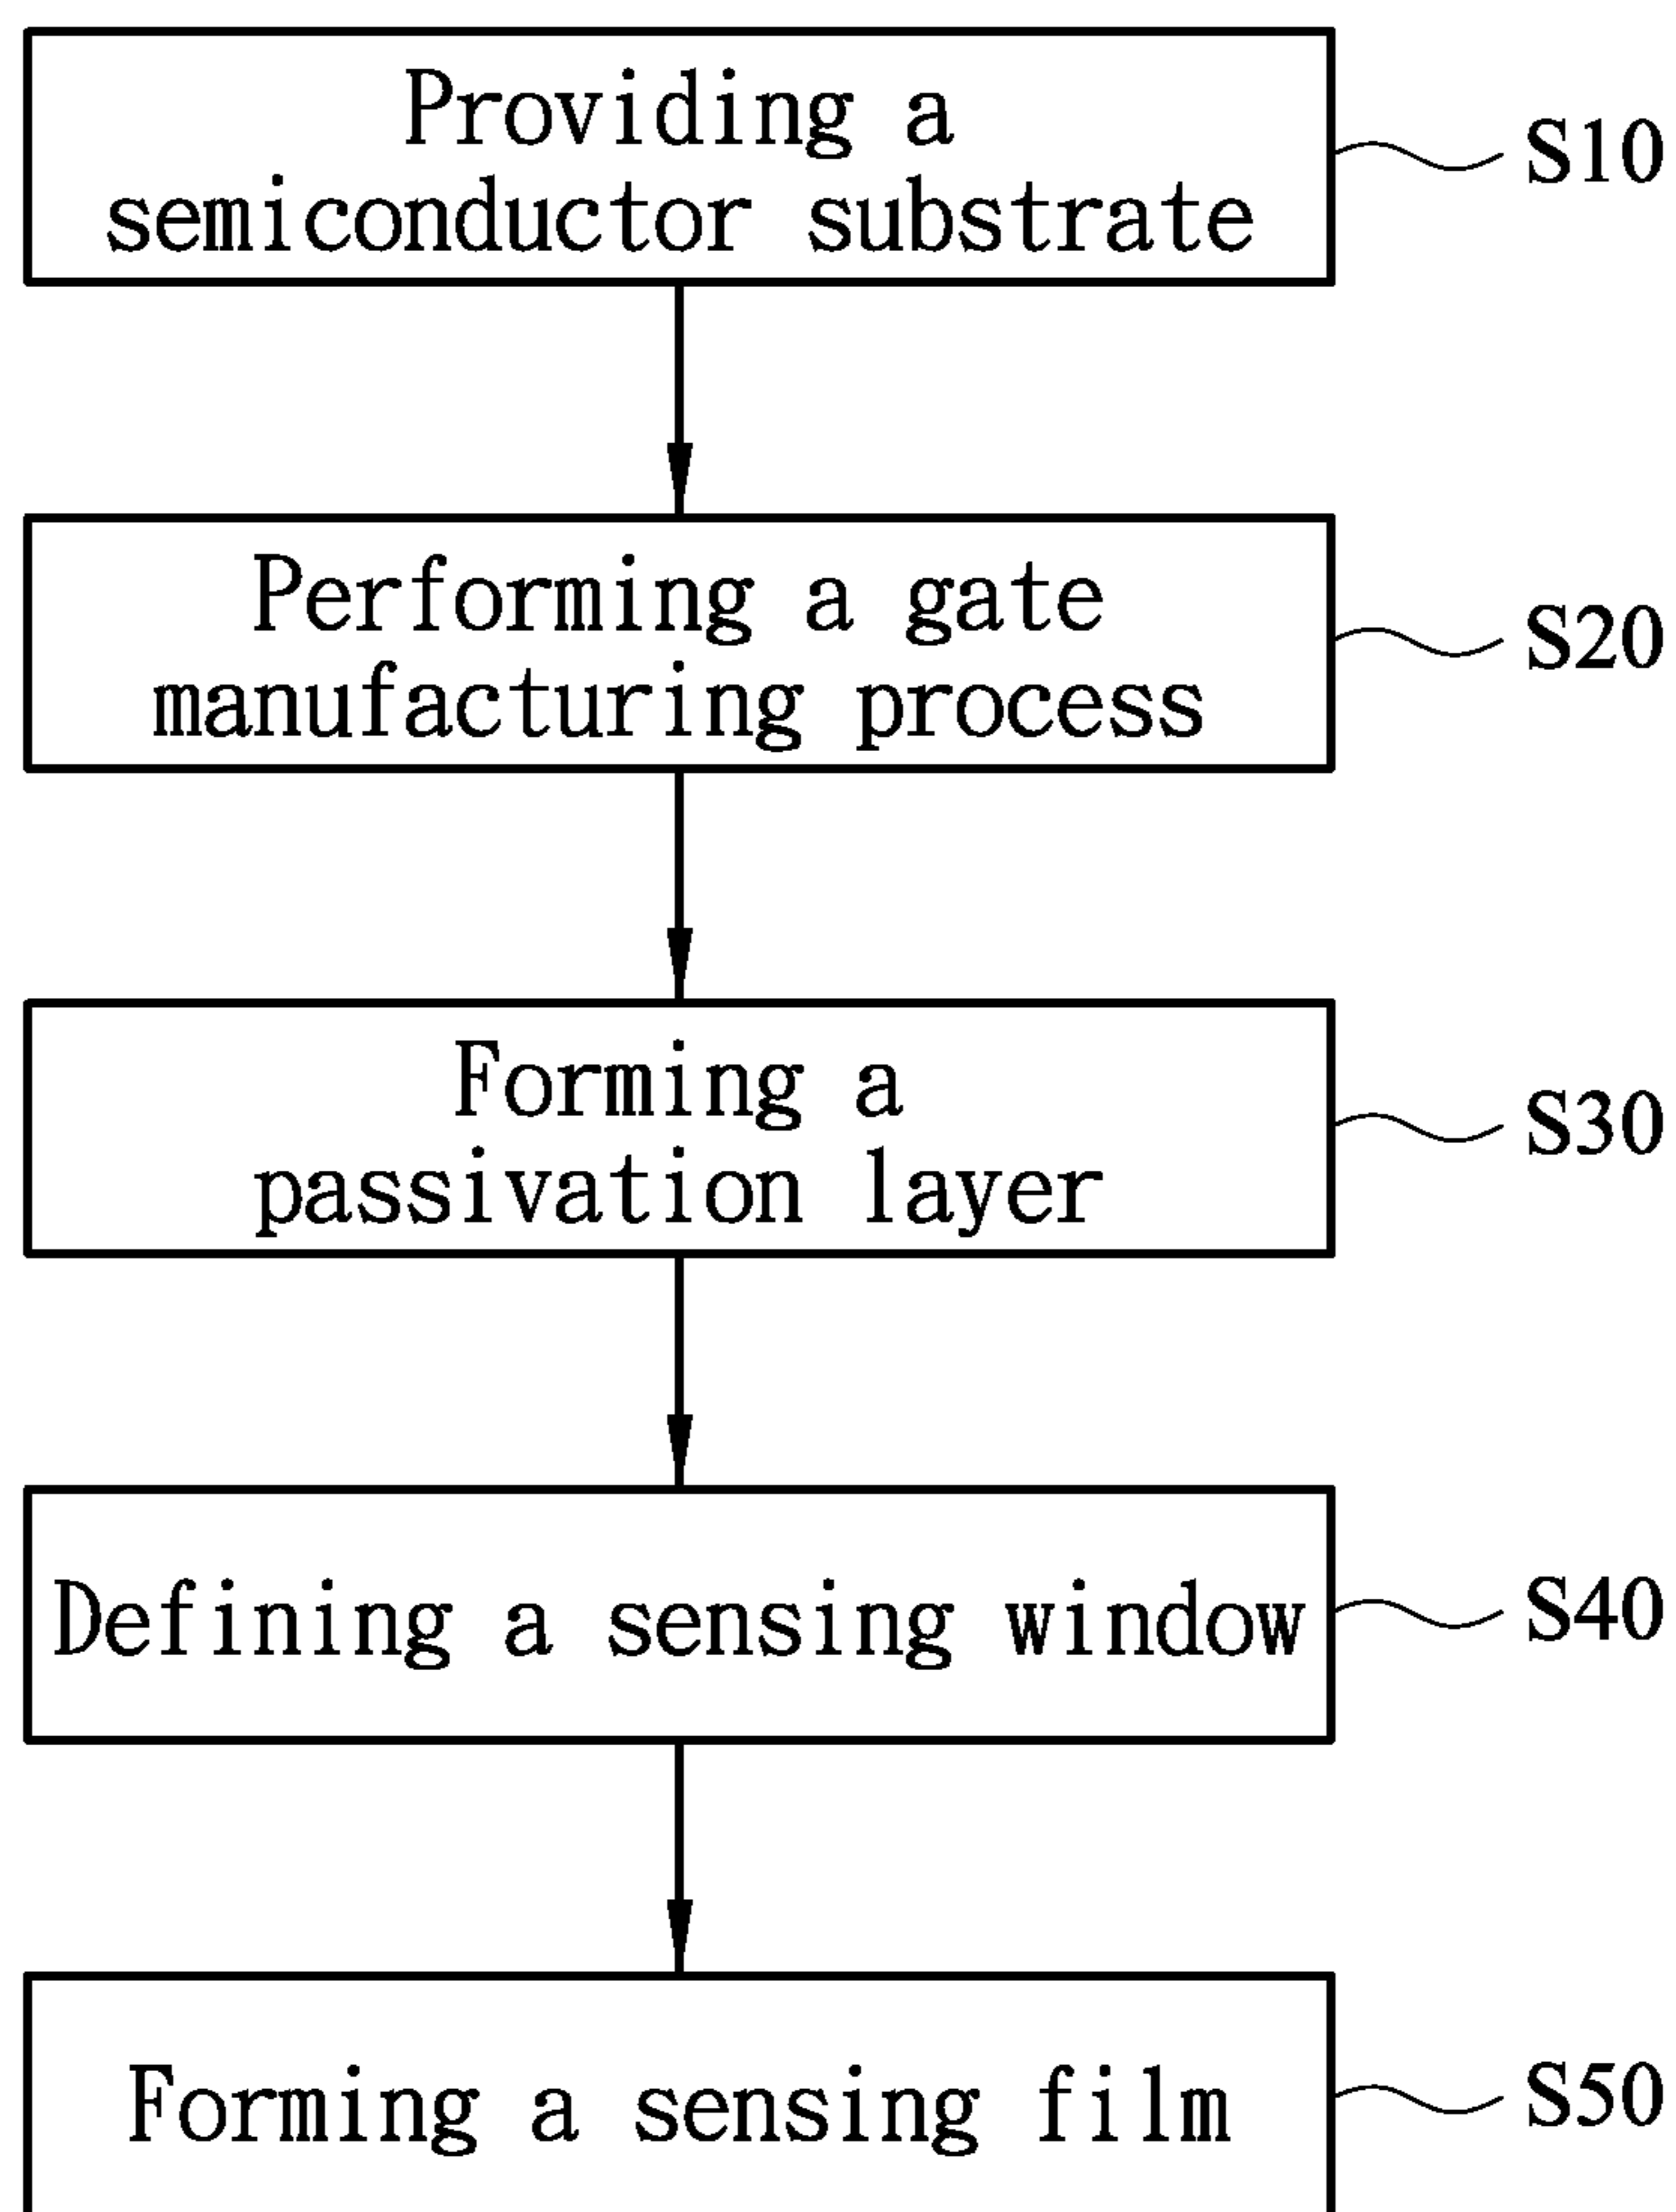 Providing a
semiconductor substrate
S10
Performing a gate
manufacturing process
S20
Forming a
passivation layer
S30
Defining a sensing window
S40
Forming a sensing film
S50